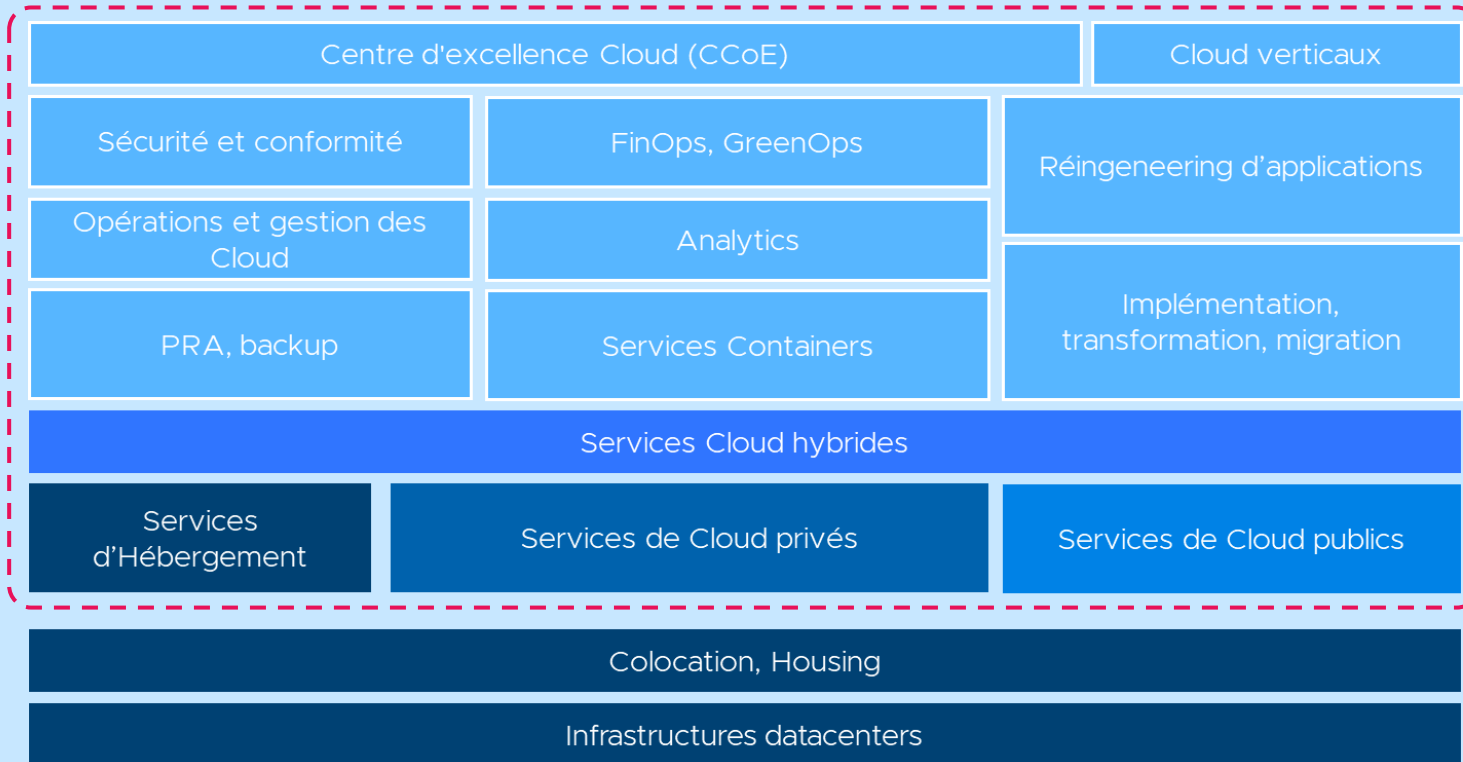 Centre d'excellence Cloud (CCoE)
Cloud verticaux
Sécurité et conformité
FinOps, GreenOps
Réingeneering d’applications
Opérations et gestion des
Cloud
Analytics
PRA, backup
Services Containers
Implémentation,
transformation, migration
Services Cloud hybrides
Services
d’Hébergement
Services de Cloud privés
Services de Cloud publics
Colocation, Housing
Infrastructures datacenters